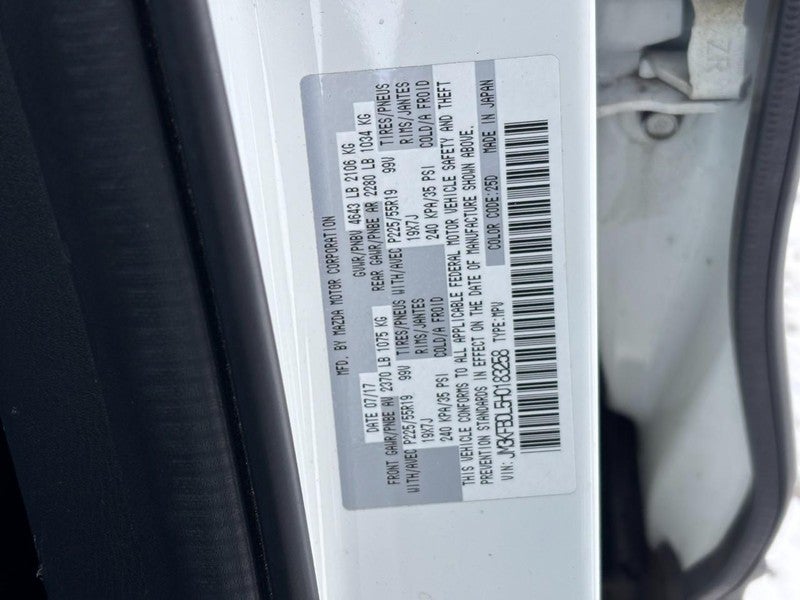 MFD. BY MAZDA MOTOR CORPORATION
DATE 07/17 GVWR/PNBV 4643 LB 2106 KG
FRONT GAWR/PNBE AV 2370 LB 1075 KG REAR GAWR/PNBE AR 2280 LB 1034 KG
WITH/AVEC P225/55R19 99V TIRES/PNEUS WITH/AVEC P225/55R19 99V TIRES/PNEUS
19X7J RIMS/JANTES 19X7J RIMS/JANTES
240 KPA/35 PSI COLD/A FROID 240 KPA/35 PSI COLD/A FROID
THIS VEHICLE CONFORMS TO ALL APPLICABLE FEDERAL MOTOR VEHICLE SAFETY AND THEFT
PREVENTION STANDARDS IN EFFECT ON THE DATE OF MANUFACTURE SHOWN ABOVE.
VIN: JM3KFBDL5H0183258 TYPE:MPV COLOR CODE:25D MADE IN JAPAN
ZR